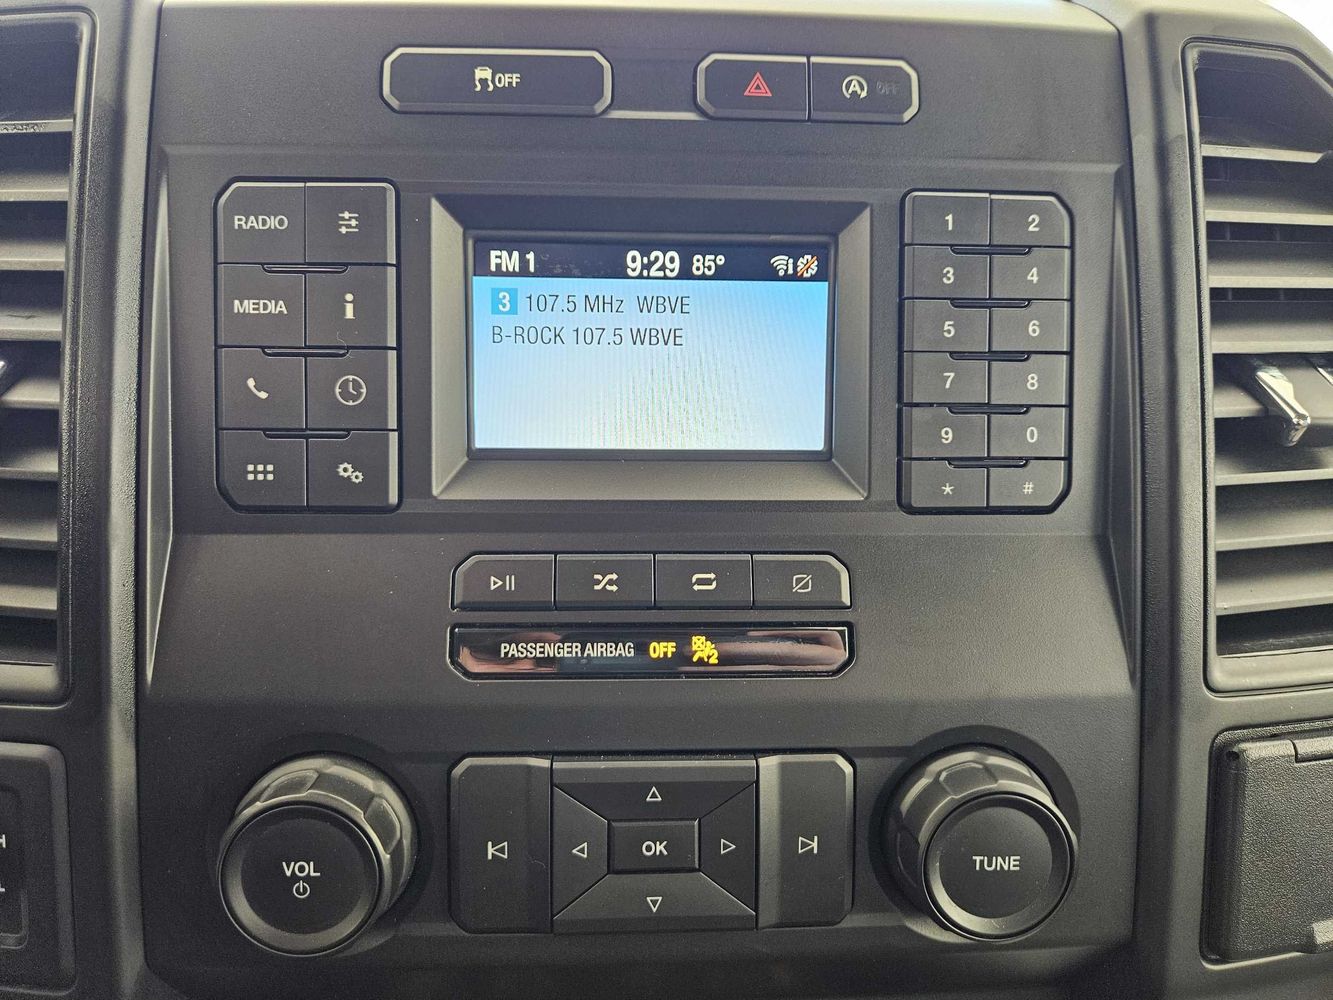 OFF
A OFF
RADIO
MEDIA
i
FM 1 9:29 85°
3 107.5 MHz WBVE
B-ROCK 107.5 WBVE
1 2
3 4
5 6
7 8
9 0
* #
PASSENGER AIRBAG OFF 2
VOL
OK
TUNE